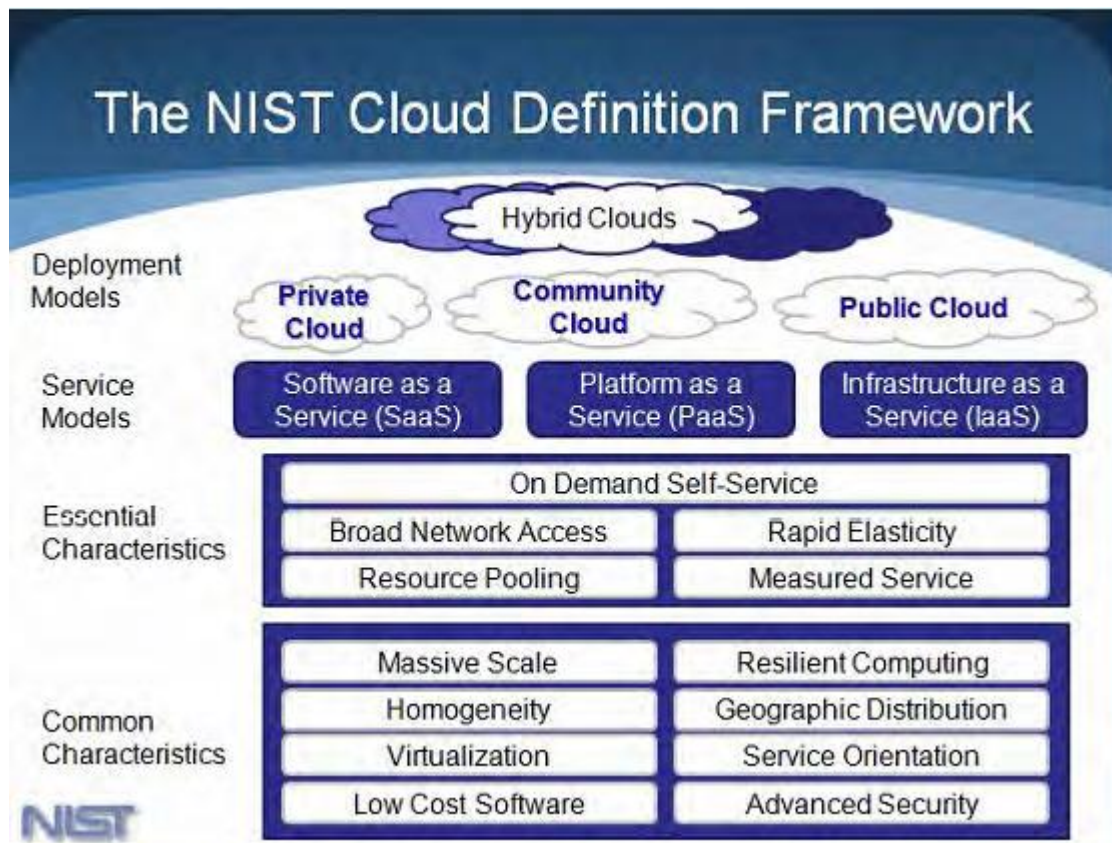 The NIST Cloud Definition Framework
Hybrid Clouds
Deployment
Models
Private
Cloud
Community
Cloud
Public Cloud
Service
Models
Software as a
Service (SaaS)
Platform as a
Service (PaaS)
Infrastructure as a
Service (IaaS)
Essential
Characteristics
On Demand Self-Service
Broad Network Access
Rapid Elasticity
Resource Pooling
Measured Service
Common
Characteristics
Massive Scale
Resilient Computing
Homogeneity
Geographic Distribution
Virtualization
Service Orientation
Low Cost Software
Advanced Security
NIST